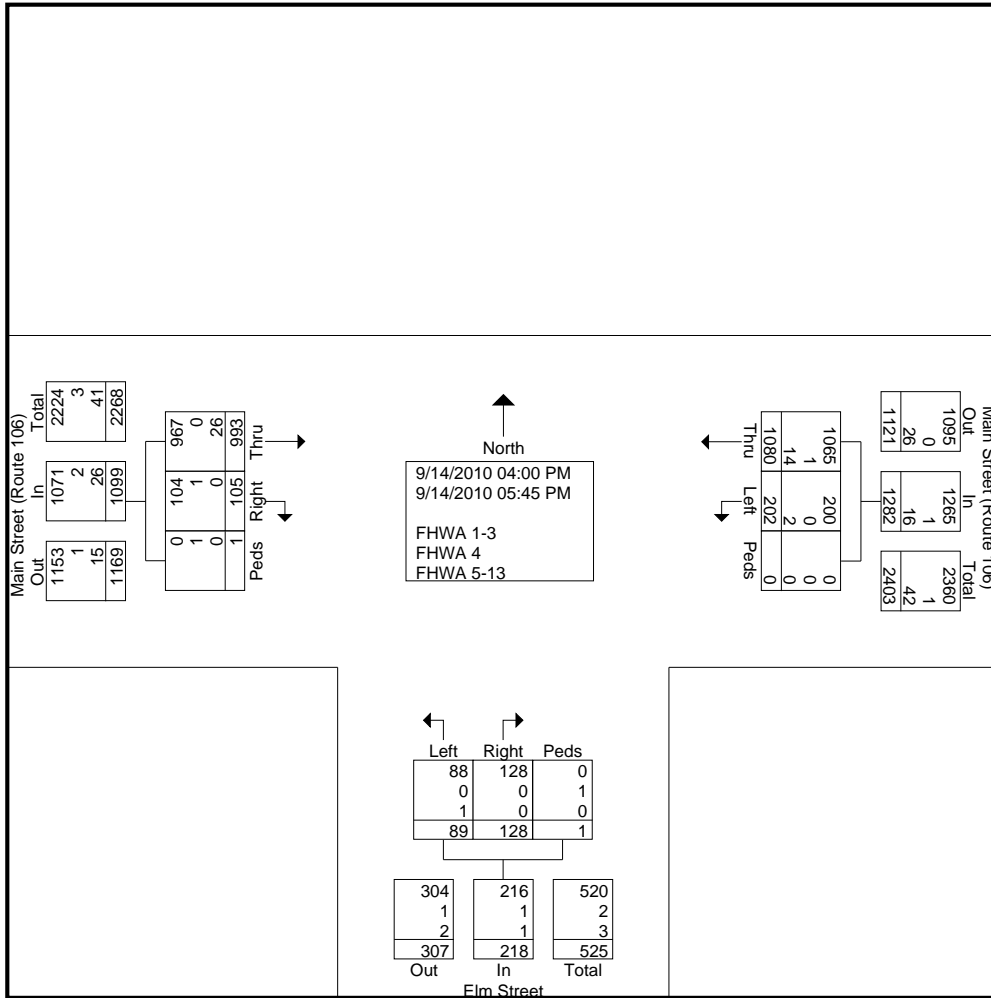 Main Street (Route 106)
Out In Total
1095 1265 2360
0 1 1
26 16 42
1121 1282 2403
1065 200 0
1 0 0
14 2 0
1080 202 0
Thru Left Peds
North
9/14/2010 04:00 PM
9/14/2010 05:45 PM
FHWA 1-3
FHWA 4
FHWA 5-13
Main Street (Route 106)
Out In Total
1153 1071 2224
1 2 3
15 26 41
1169 1099 2268
Peds Right Thru
0 104 967
1 1 0
0 0 26
1 105 993
Left Right Peds
88 128 0
0 0 1
1 0 0
89 128 1
304 216 520
1 1 2
2 1 3
307 218 525
Out In Total
Elm Street